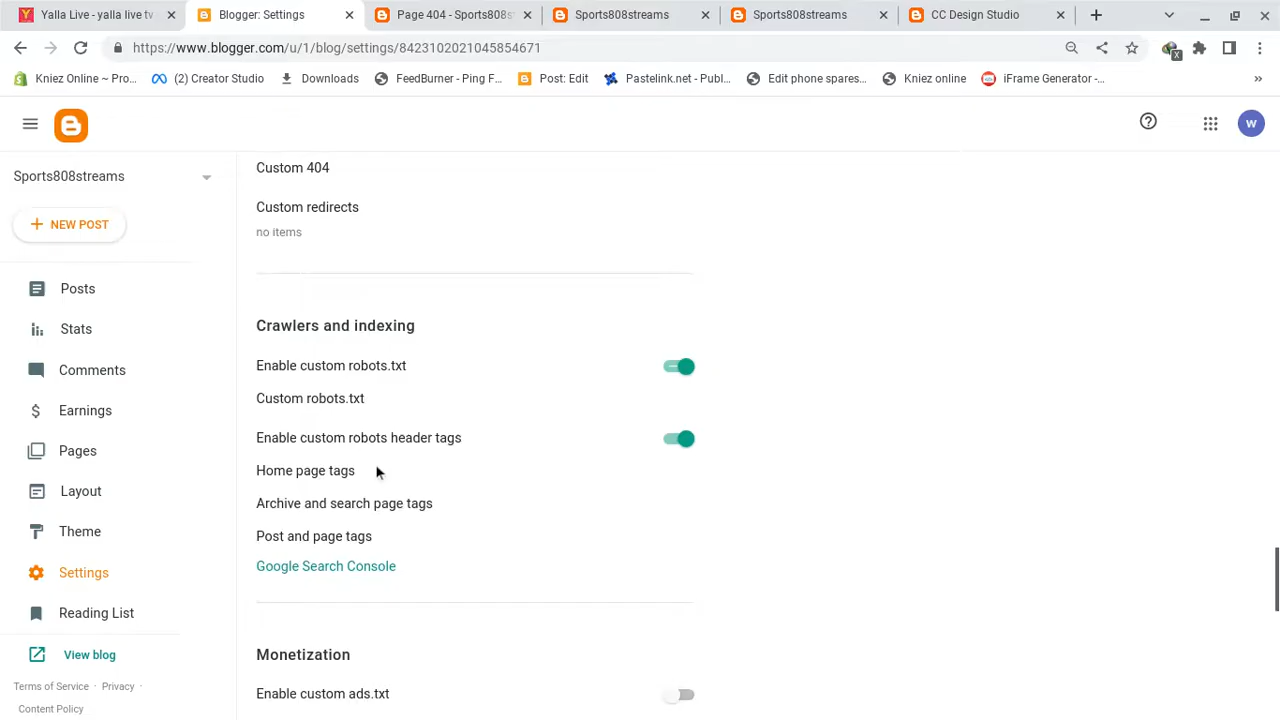 Yalla Live - yalla live tv
Blogger: Settings
Page 404 - Sports808s
Sports808streams
Sports808streams
CC Design Studio
https://www.blogger.com/u/1/blog/settings/8423102021045854671
X
Kniez Online ~ Pro...
(2) Creator Studio
Downloads
FeedBurner - Ping F...
Post: Edit
Pastelink.net - Publ...
Edit phone spares...
Kniez online
iFrame Generator -...
»
W
Sports808streams
NEW POST
Posts
Stats
Comments
Earnings
Pages
Layout
Theme
Settings
Reading List
View blog
Terms of Service · Privacy ·
Content Policy
Custom 404
Custom redirects
no items
Crawlers and indexing
Enable custom robots.txt
Custom robots.txt
Enable custom robots header tags
Home page tags
Archive and search page tags
Post and page tags
Google Search Console
Monetization
Enable custom ads.txt